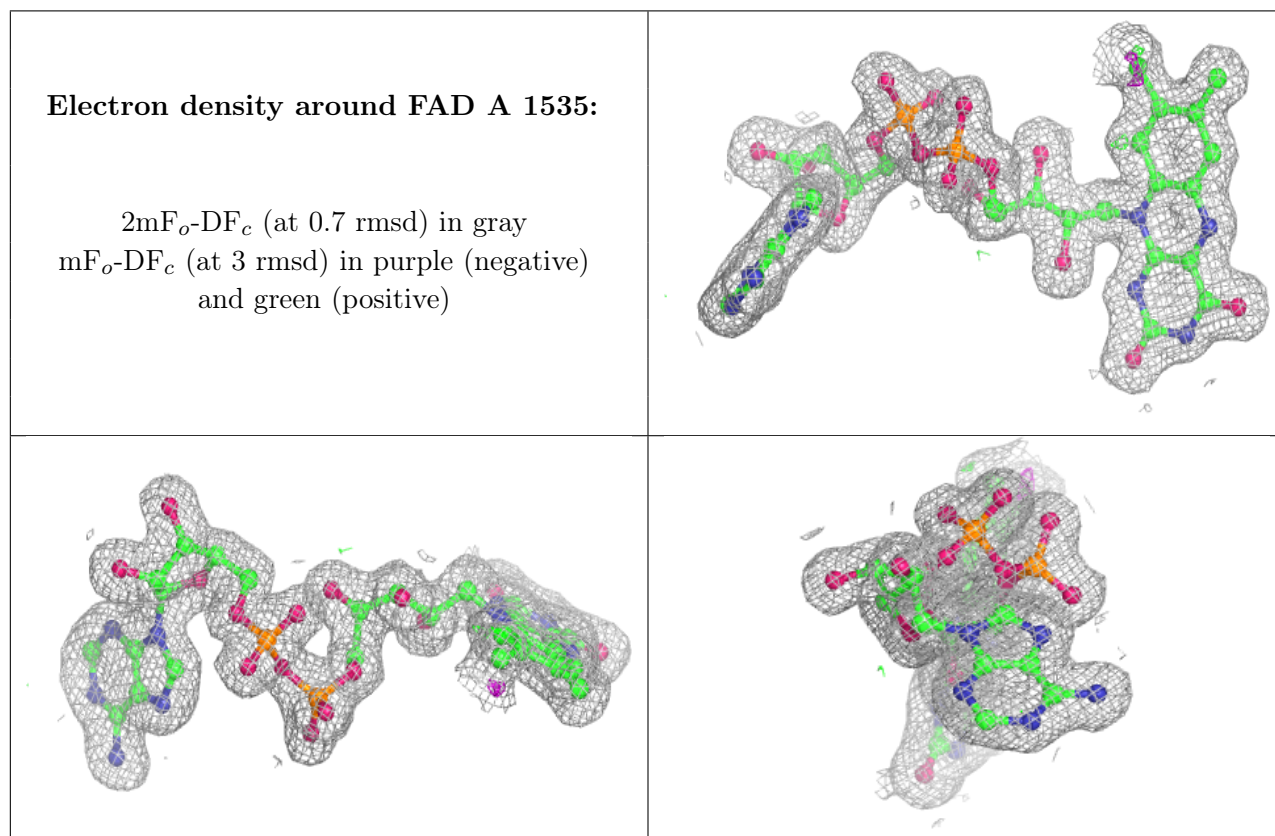 Electron density around FAD A 1535:
2mFo-DFc (at 0.7 rmsd) in gray
mFo-DFc (at 3 rmsd) in purple (negative)
and green (positive)